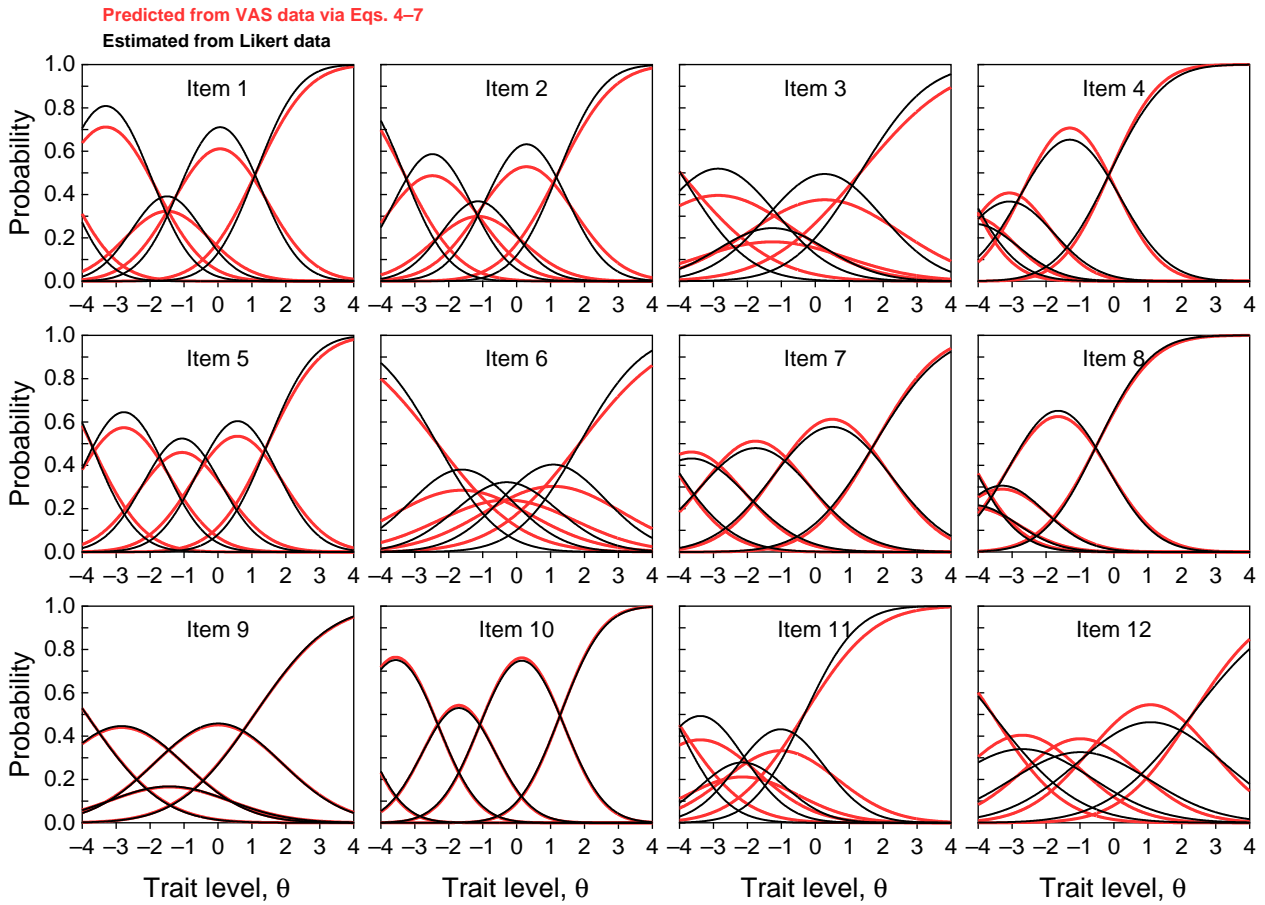 Predicted from VAS data via Eqs. 4–7
Estimated from Likert data
Item 1
Item 2
Item 3
Item 4
Probability
1.0
0.8
0.6
0.4
0.2
0.0
–4 –3 –2 –1 0 1 2 3 4
–4 –3 –2 –1 0 1 2 3 4
–4 –3 –2 –1 0 1 2 3 4
–4 –3 –2 –1 0 1 2 3 4
Item 5
Item 6
Item 7
Item 8
Probability
1.0
0.8
0.6
0.4
0.2
0.0
–4 –3 –2 –1 0 1 2 3 4
–4 –3 –2 –1 0 1 2 3 4
–4 –3 –2 –1 0 1 2 3 4
–4 –3 –2 –1 0 1 2 3 4
Item 9
Item 10
Item 11
Item 12
Probability
1.0
0.8
0.6
0.4
0.2
0.0
–4 –3 –2 –1 0 1 2 3 4
–4 –3 –2 –1 0 1 2 3 4
–4 –3 –2 –1 0 1 2 3 4
–4 –3 –2 –1 0 1 2 3 4
Trait level, θ
Trait level, θ
Trait level, θ
Trait level, θ